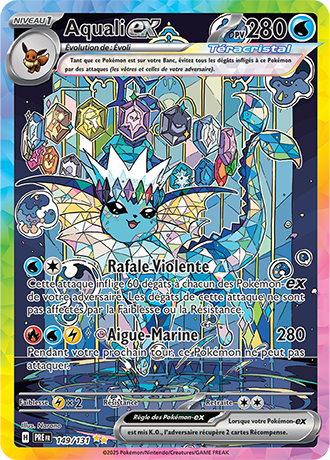 NIVEAU 1
Aquali ex
PV 280
Évolution de : Évoli
Téracristal
Tant que ce Pokémon est sur votre Banc, évitez tous les dégâts infligés à ce Pokémon
par des attaques (les vôtres et celles de votre adversaire).
Rafale Violente
Cette attaque inflige 60 dégâts à chacun des Pokémon-ex
de votre adversaire. Les dégâts de cette attaque ne sont
pas affectés par la Faiblesse ou la Résistance.
Aigue-Marine 280
Pendant votre prochain tour, ce Pokémon ne peut pas
attaquer.
Faiblesse × 2 Résistance Retraite
Illus. Narano
Règle des Pokémon-ex
Lorsque votre Pokémon-ex
est mis K.O., l'adversaire récupère 2 cartes Récompense.
H PRE FR 149/131
©2025 Pokémon/Nintendo/Creatures/GAME FREAK